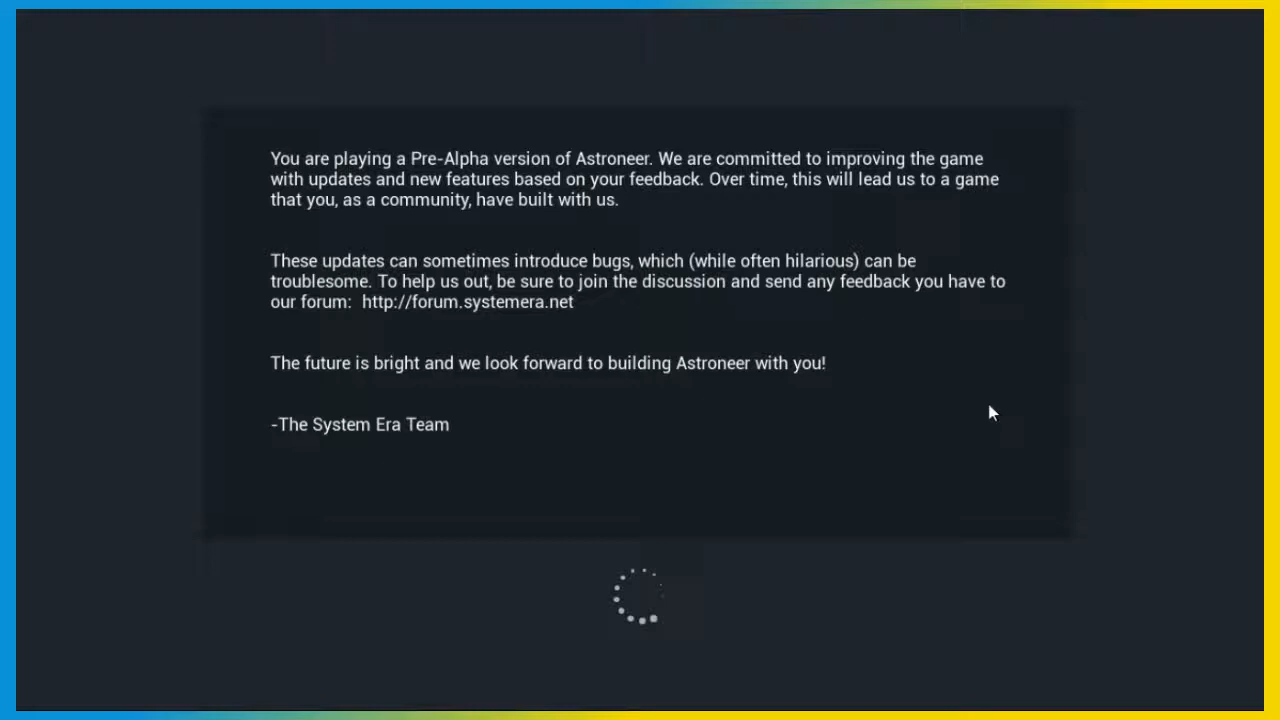 You are playing a Pre-Alpha version of Astroneer. We are committed to improving the game
with updates and new features based on your feedback. Over time, this will lead us to a game
that you, as a community, have built with us.
These updates can sometimes introduce bugs, which (while often hilarious) can be
troublesome. To help us out, be sure to join the discussion and send any feedback you have to
our forum:  http://forum.systemera.net
The future is bright and we look forward to building Astroneer with you!
-The System Era Team